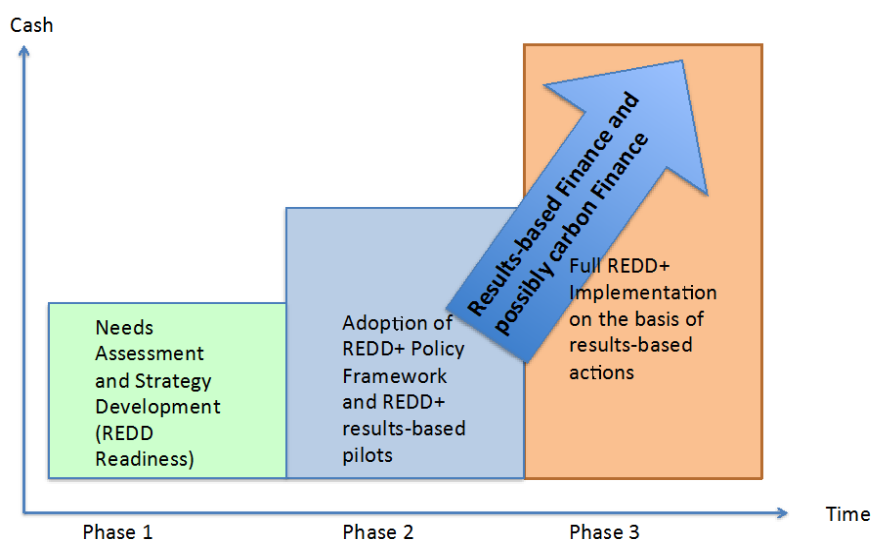 Cash
Results-based Finance and
possibly carbon Finance
Needs
Assessment
and Strategy
Development
(REDD
Readiness)
Adoption of
REDD+ Policy
Framework
and REDD+
results-based
pilots
Full REDD+
Implementation
on the basis of
results-based
actions
Time
Phase 1
Phase 2
Phase 3